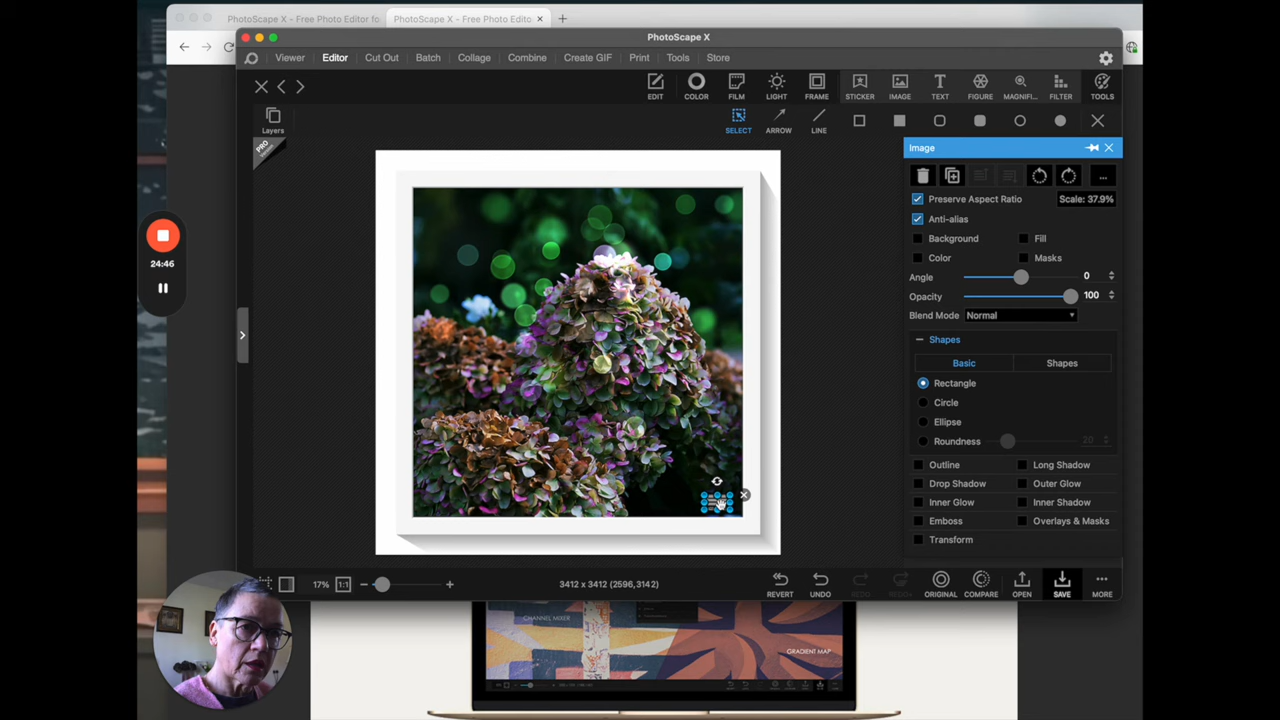 PhotoScape X - Free Photo Editor fo
PhotoScape X - Free Photo Edito
PhotoScape X
Viewer Editor Cut Out Batch Collage Combine Create GIF Print Tools Store
EDIT COLOR FILM LIGHT FRAME STICKER IMAGE TEXT FIGURE MAGNIFI... FILTER TOOLS
Layers
SELECT ARROW LINE
PRO
Version
Image
Preserve Aspect Ratio Scale: 37.9%
Anti-alias
Background Fill
Color Masks
Angle 0
Opacity 100
Blend Mode Normal
Shapes
Basic Shapes
Rectangle
Circle
Ellipse
Roundness 20
Outline Long Shadow
Drop Shadow Outer Glow
Inner Glow Inner Shadow
Emboss Overlays & Masks
Transform
24:46
17% 1:1 3412 x 3412 (2596,3142)
REVERT UNDO REDO REDO+ ORIGINAL COMPARE OPEN SAVE MORE
CHANNEL MIXER
GRADIENT MAP